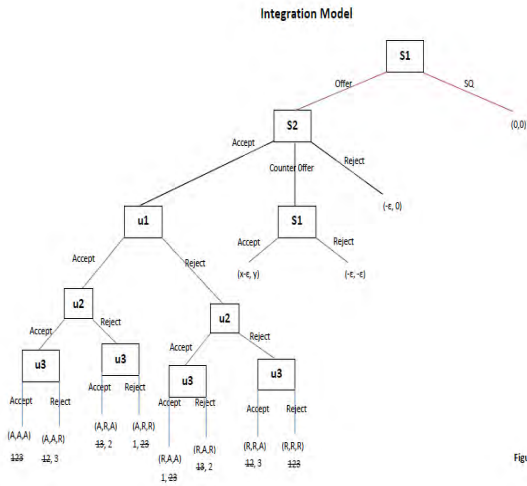 Integration Model
S1
Offer
SQ
S2
(0,0)
Accept
Counter Offer
Reject
(-ε, 0)
u1
S1
Accept
Reject
Accept
Reject
(x-ε, y)
(-ε, -ε)
u2
u2
Accept
Reject
Accept
Reject
u3
u3
u3
u3
Accept
Reject
Accept
Reject
Accept
Reject
Accept
Reject
(A,A,A)
(A,A,R)
(A,R,A)
(A,R,R)
(R,A,A)
(R,A,R)
(R,R,A)
(R,R,R)
123
12, 3
13, 2
1, 23
1, 23
13, 2
12, 3
123
Figu